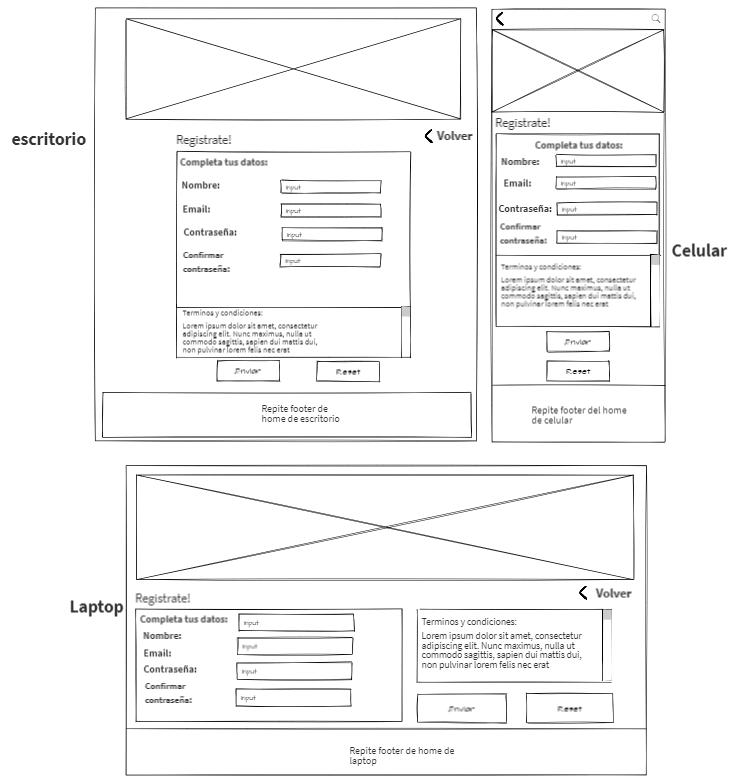 escritorio
Registrate!
Volver
Completa tus datos:
Nombre:
input
Email:
input
Contraseña:
input
Confirmar
contraseña:
input
Terminos y condiciones:
Lorem ipsum dolor sit amet, consectetur
adipiscing elit. Nunc maximus, nulla ut
commodo sagittis, sapien dui mattis dui,
non pulvinar lorem felis nec erat
Enviar
Reset
Repite footer de
home de escritorio
Celular
Registrate!
Completa tus datos:
Nombre:
input
Email:
input
Contraseña:
input
Confirmar
contraseña:
input
Terminos y condiciones:
Lorem ipsum dolor sit amet, consectetur
adipiscing elit. Nunc maximus, nulla ut
commodo sagittis, sapien dui mattis dui,
non pulvinar lorem felis nec erat
Enviar
Reset
Repite footer del home
de celular
Laptop
Registrate!
Volver
Completa tus datos:
input
Nombre:
input
Email:
Contraseña:
input
Confirmar
contraseña:
input
Terminos y condiciones:
Lorem ipsum dolor sit amet, consectetur
adipiscing elit. Nunc maximus, nulla ut
commodo sagittis, sapien dui mattis dui,
non pulvinar lorem felis nec erat
Enviar
Reset
Repite footer de home de
laptop